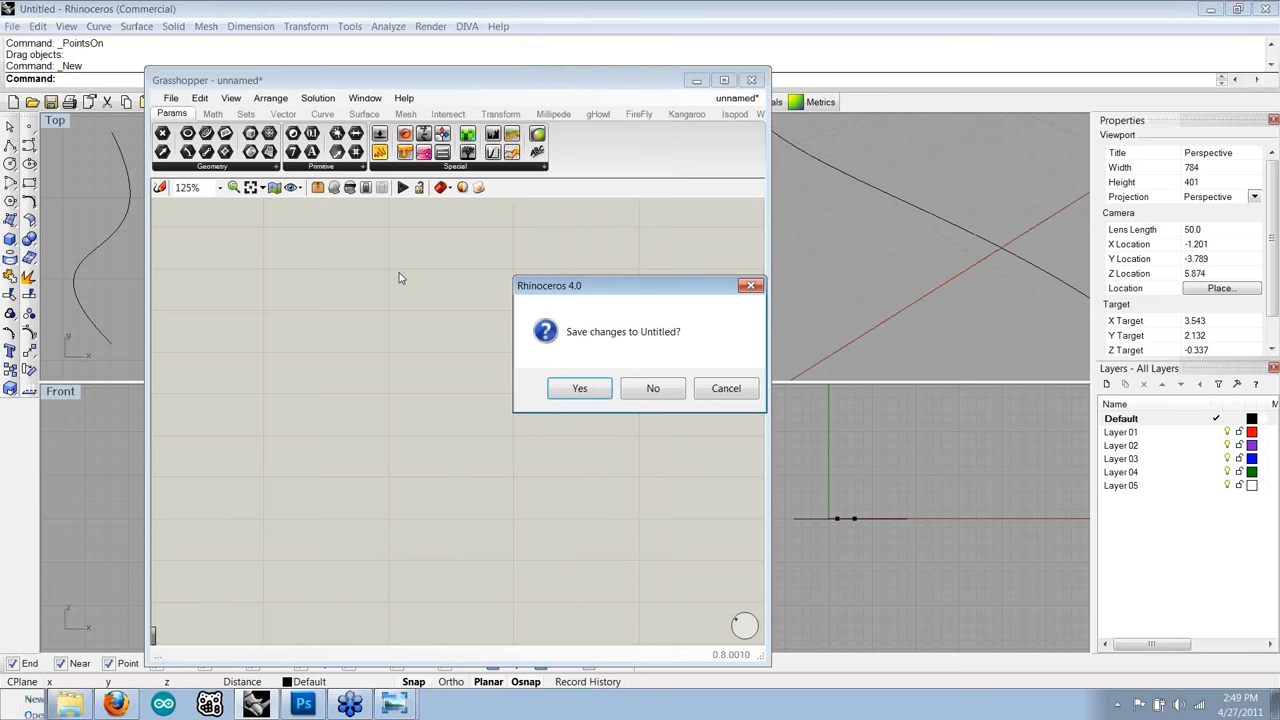 Untitled - Rhinoceros (Commercial)
File Edit View Curve Surface Solid Mesh Dimension Transform Tools Analyze Render DIVA Help
Command: _PointsOn
Drag objects:
Command: _New
Command:
Grasshopper - unnamed*
File Edit View Arrange Solution Window Help unnamed*
Params Math Sets Vector Curve Surface Mesh Intersect Transform Millipede gHowl FireFly Kangaroo Isopod W
Geometry Primitive Special
125%
als Metrics
Top
Front
Rhinoceros 4.0
Save changes to Untitled?
Yes No Cancel
0.8.0010
Properties
Viewport
Title Perspective
Width 784
Height 401
Projection Perspective
Camera
Lens Length 50.0
X Location -1.201
Y Location -3.789
Z Location 5.874
Location Place...
Target
X Target 3.543
Y Target 2.132
Z Target -0.337
Layers - All Layers
Name M
Default
Layer 01
Layer 02
Layer 03
Layer 04
Layer 05
y
x
z
x
End Near Point
CPlane x y z Distance Default Snap Ortho Planar Osnap Record History
New
Ope
2:49 PM
4/27/2011